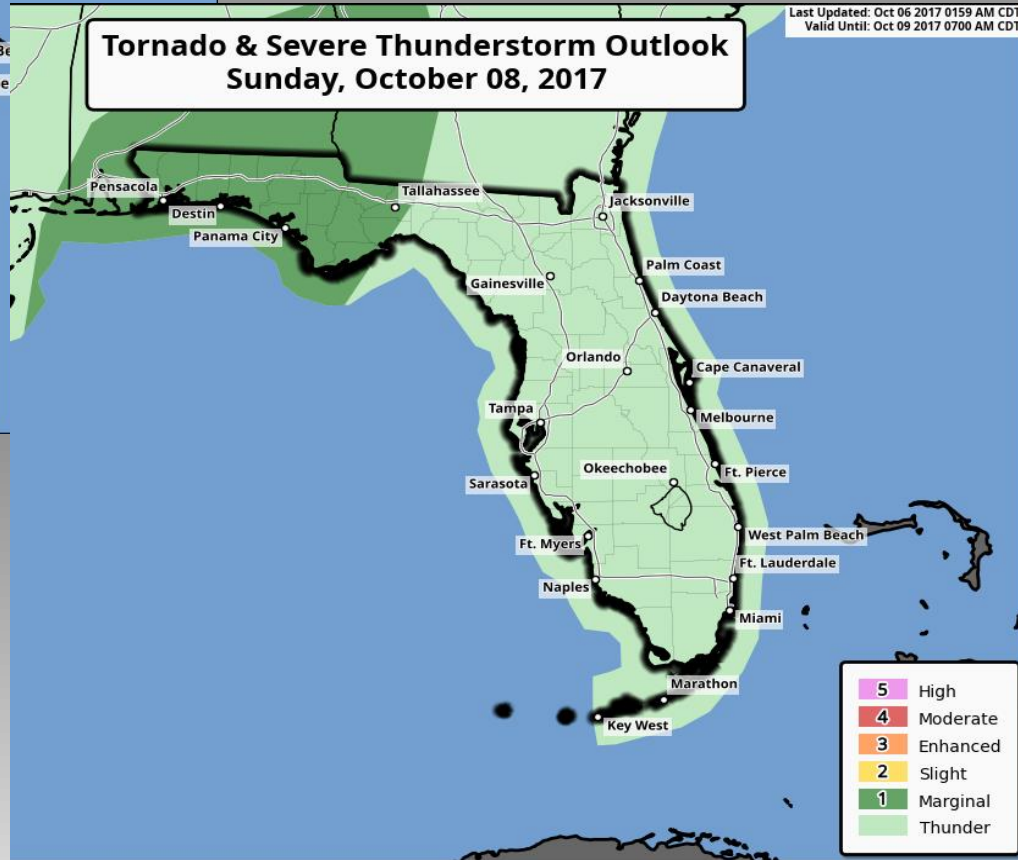 Last Updated: Oct 06 2017 0159 AM CDT
Valid Until: Oct 09 2017 0700 AM CDT
Tornado & Severe Thunderstorm Outlook
Sunday, October 08, 2017
Pensacola
Destin
Panama City
Tallahassee
Jacksonville
Gainesville
Palm Coast
Daytona Beach
Orlando
Cape Canaveral
Tampa
Melbourne
Okeechobee
Ft. Pierce
Sarasota
West Palm Beach
Ft. Myers
Ft. Lauderdale
Naples
Miami
Marathon
Key West
5 High
4 Moderate
3 Enhanced
2 Slight
1 Marginal
Thunder